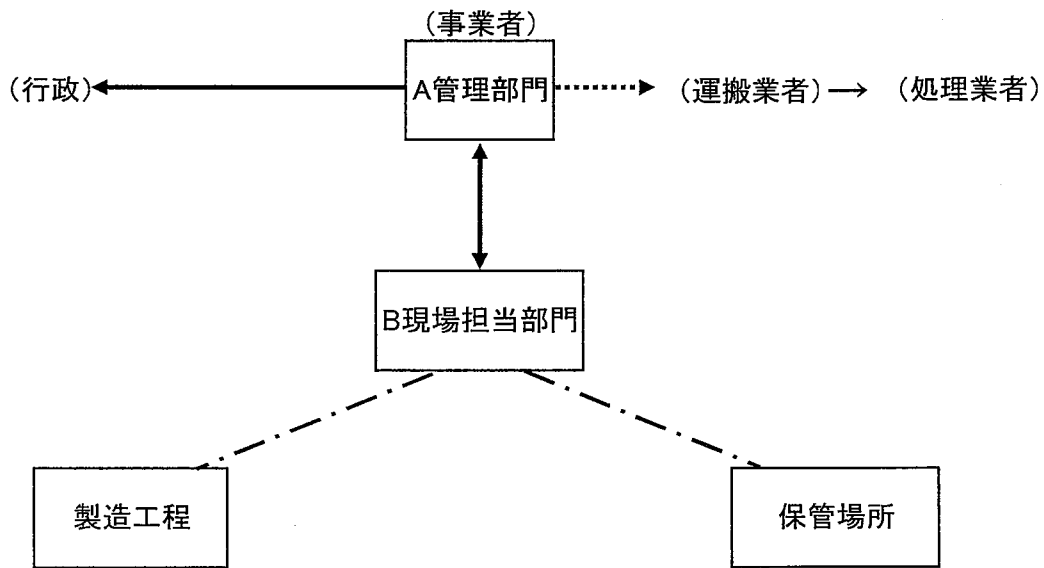 (事業者)
(行政)
A管理部門
(運搬業者)
(処理業者)
B現場担当部門
製造工程
保管場所